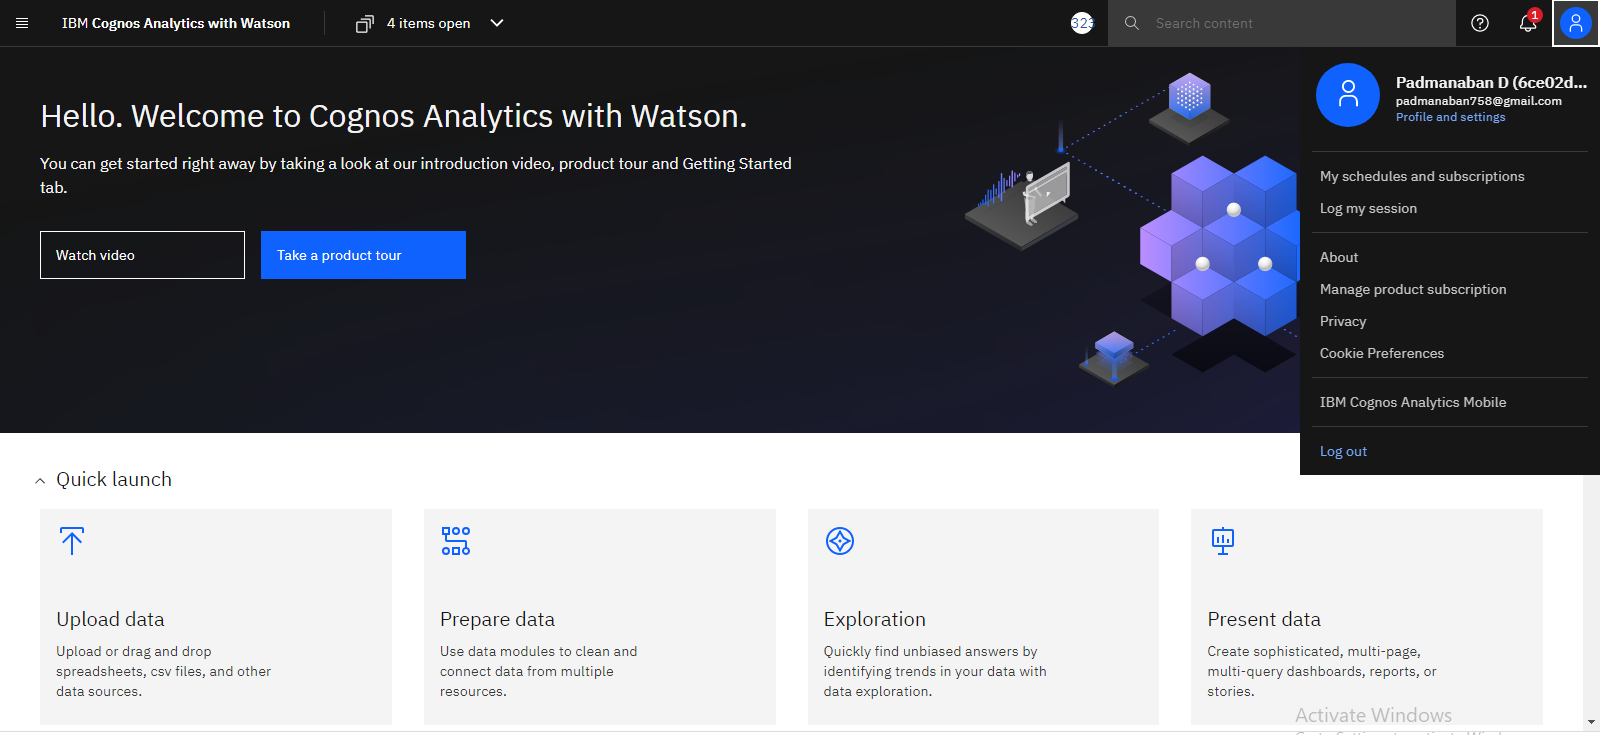 IBM Cognos Analytics with Watson
4 items open
323
Search content
1
Hello. Welcome to Cognos Analytics with Watson.
You can get started right away by taking a look at our introduction video, product tour and Getting Started
tab.
Watch video
Take a product tour
Padmanaban D (6ce02d...
padmanaban758@gmail.com
Profile and settings
My schedules and subscriptions
Log my session
About
Manage product subscription
Privacy
Cookie Preferences
IBM Cognos Analytics Mobile
Log out
Quick launch
Upload data
Upload or drag and drop
spreadsheets, csv files, and other
data sources.
Prepare data
Use data modules to clean and
connect data from multiple
resources.
Exploration
Quickly find unbiased answers by
identifying trends in your data with
data exploration.
Present data
Create sophisticated, multi-page,
multi-query dashboards, reports, or
stories.
Activate Windows